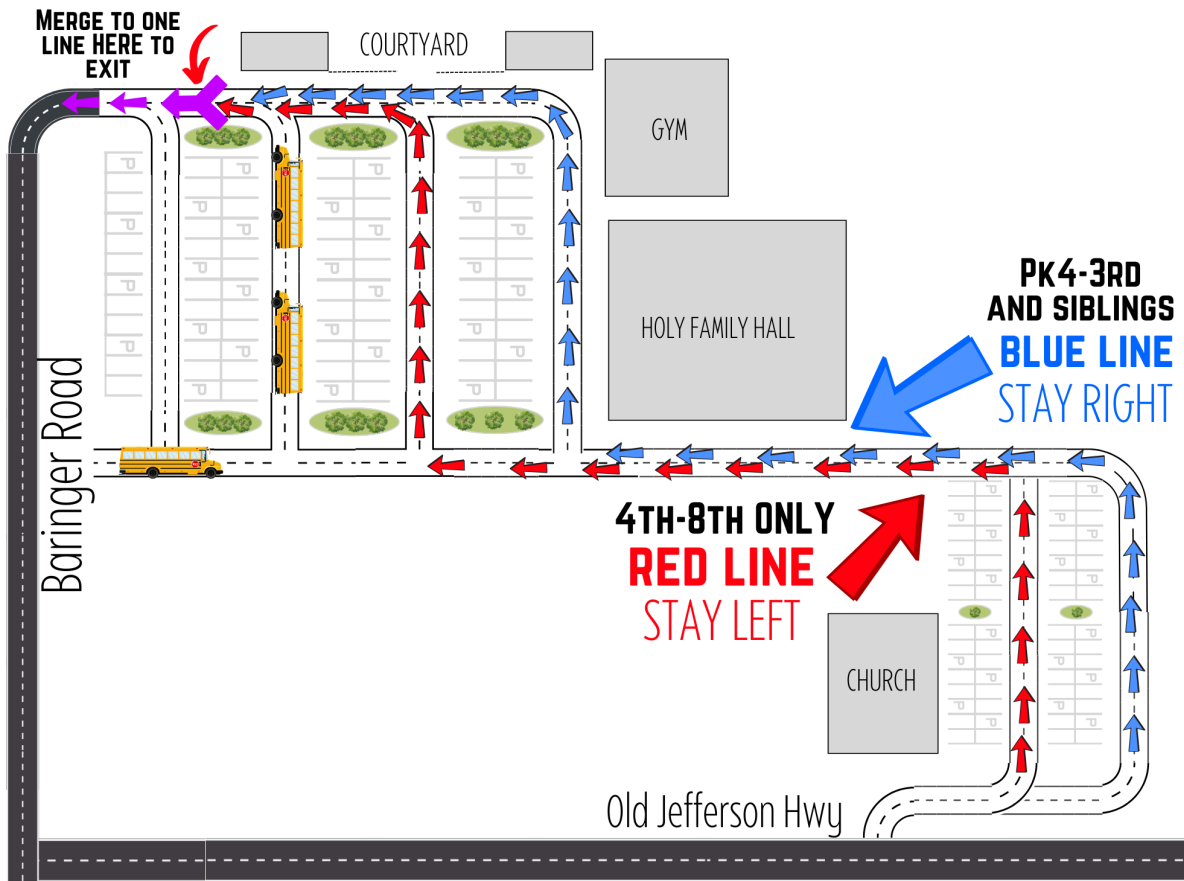 MERGE TO ONE
LINE HERE TO
EXIT
COURTYARD
GYM
HOLY FAMILY HALL
PK4-3RD
AND SIBLINGS
BLUE LINE
STAY RIGHT
Baringer Road
4TH-8TH ONLY
RED LINE
STAY LEFT
CHURCH
Old Jefferson Hwy